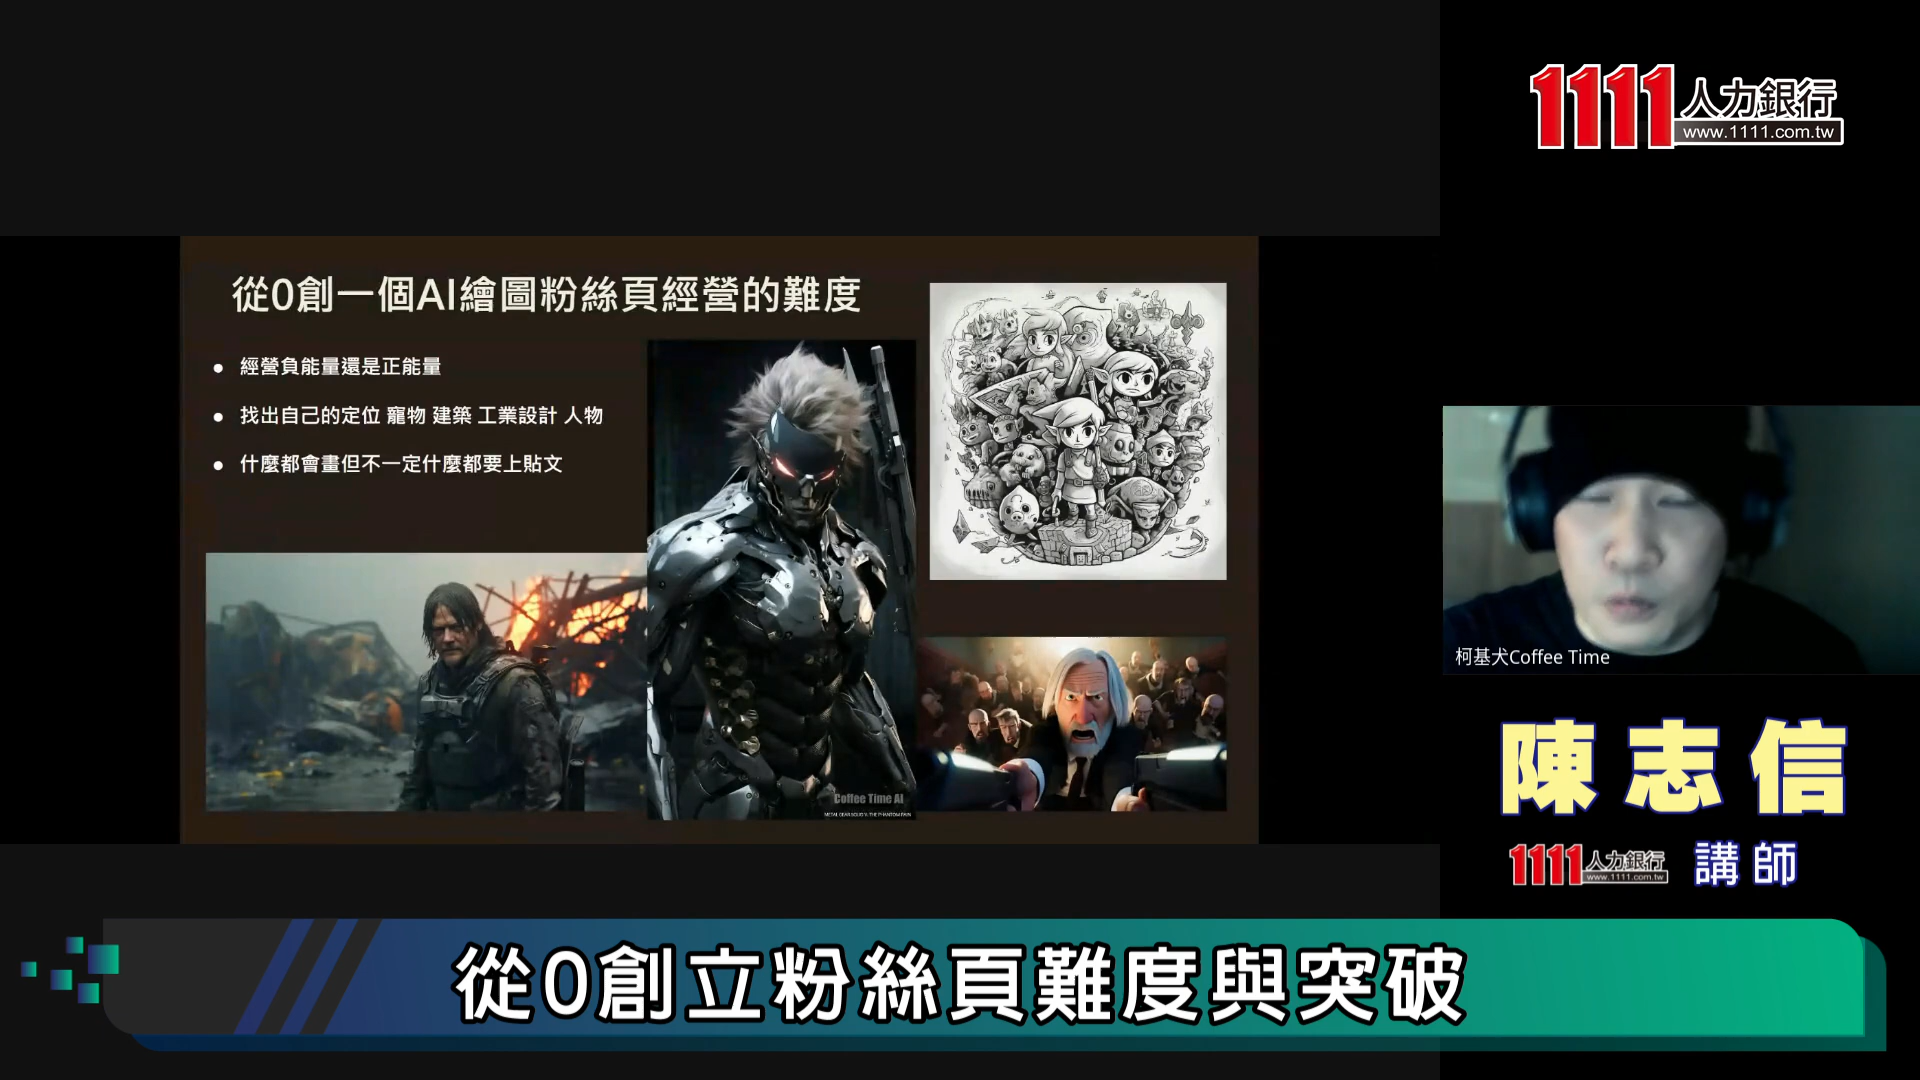 1111人力銀行
www.1111.com.tw
從0創一個AI繪圖粉絲頁經營的難度
經營負能量還是正能量
找出自己的定位 寵物 建築 工業設計 人物
什麼都會畫但不一定什麼都要上貼文
Coffee Time AI
METAL GEAR SOLID V: THE PHANTOM PAIN
柯基犬Coffee Time
陳志信
1111人力銀行
www.1111.com.tw
講師
從0創立粉絲頁難度與突破